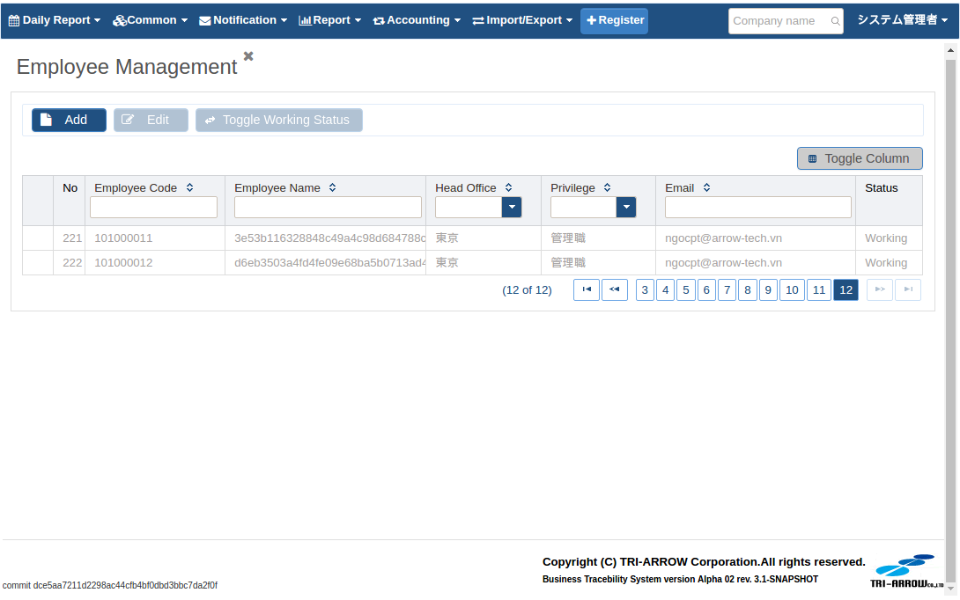 Daily Report Common Notification Report Accounting Import/Export Register Company name システム管理者
Employee Management
Add Edit Toggle Working Status
Toggle Column
No Employee Code Employee Name Head Office Privilege Email Status
221 101000011 3e53b116328848c49a4c98d684788c 東京 管理職 ngocpt@arrow-tech.vn Working
222 101000012 d6eb3503a4fd4fe09e68ba5b0713ad4 東京 管理職 ngocpt@arrow-tech.vn Working
(12 of 12) 3 4 5 6 7 8 9 10 11 12
Copyright (C) TRI-ARROW Corporation.All rights reserved.
Business Tracebility System version Alpha 02 rev. 3.1-SNAPSHOT
TRI-ARROW CO.,LTD
commit dce5aa7211d2298ac44cfb4bf0dbd3bbc7da2f0f